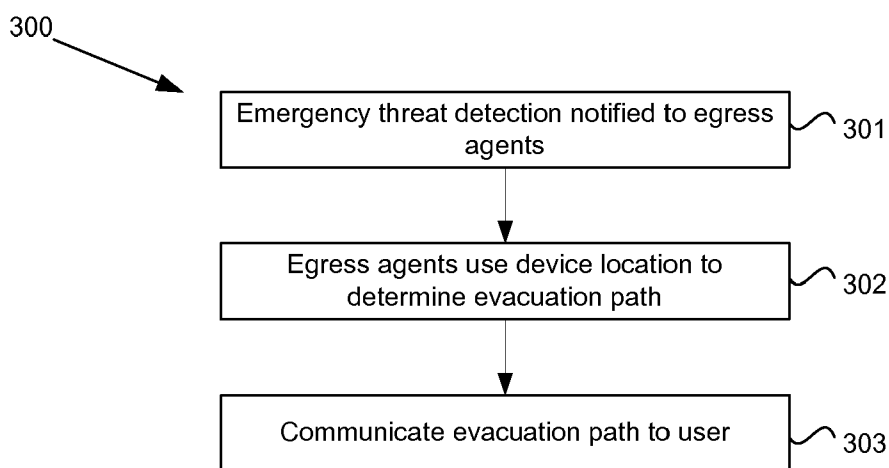 300
Emergency threat detection notified to egress
agents
301
Egress agents use device location to
determine evacuation path
302
Communicate evacuation path to user
303